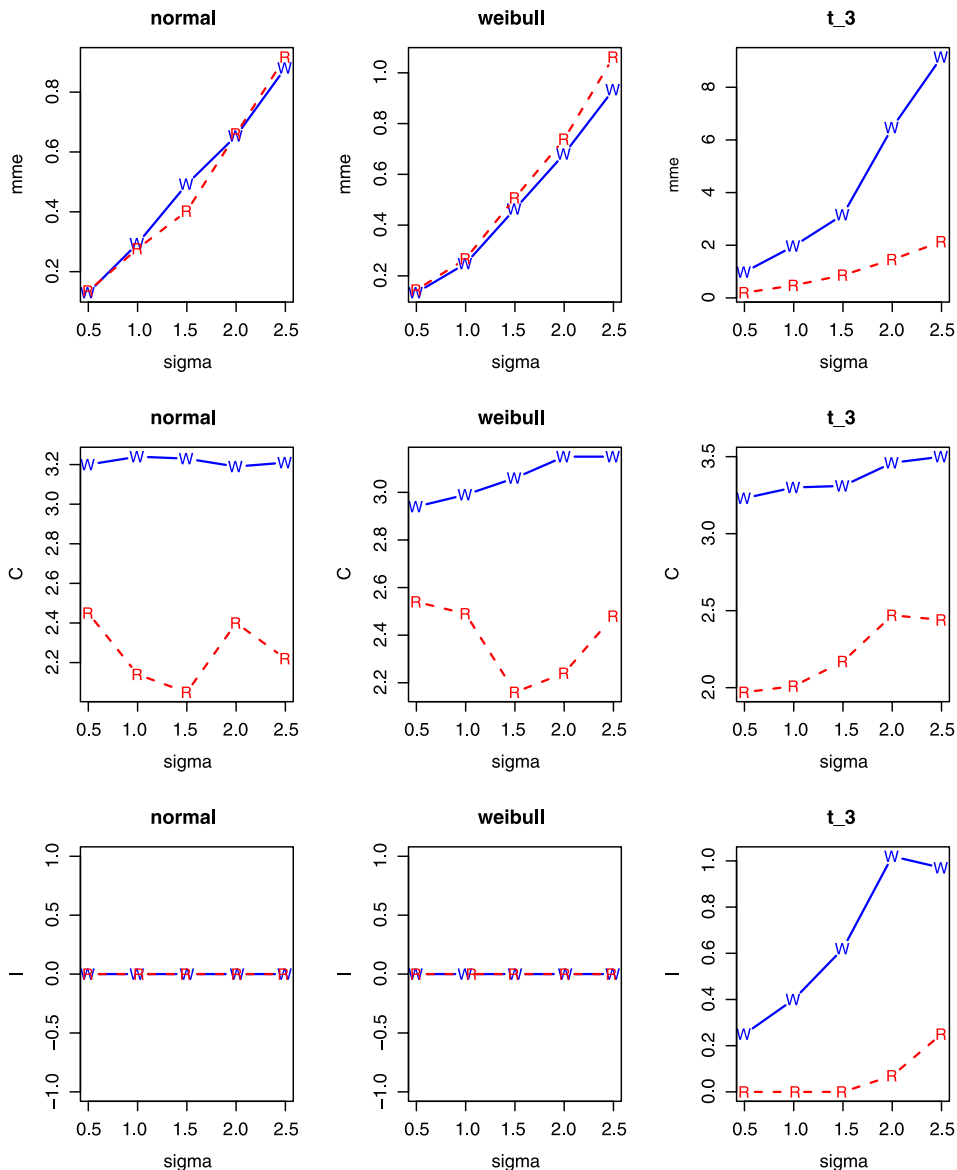 normal
mme
0.2 0.4 0.6 0.8
W W W W W
R R R R R
0.5 1.0 1.5 2.0 2.5
sigma
weibull
mme
0.2 0.4 0.6 0.8 1.0
W W W W W
R R R R R
0.5 1.0 1.5 2.0 2.5
sigma
t_3
mme
0 2 4 6 8
W W W W W
R R R R R
0.5 1.0 1.5 2.0 2.5
sigma
normal
C
2.2 2.4 2.6 2.8 3.0 3.2
W W W W W
R R R R R
0.5 1.0 1.5 2.0 2.5
sigma
weibull
C
2.2 2.4 2.6 2.8 3.0
W W W W W
R R R R R
0.5 1.0 1.5 2.0 2.5
sigma
t_3
C
2.0 2.5 3.0 3.5
W W W W W
R R R R R
0.5 1.0 1.5 2.0 2.5
sigma
normal
I
−1.0 −0.5 0.0 0.5 1.0
W W W W W
R R R R R
0.5 1.0 1.5 2.0 2.5
sigma
weibull
I
−1.0 −0.5 0.0 0.5 1.0
W W W W W
R R R R R
0.5 1.0 1.5 2.0 2.5
sigma
t_3
I
0.0 0.2 0.4 0.6 0.8 1.0
W W W W W
R R R R R
0.5 1.0 1.5 2.0 2.5
sigma